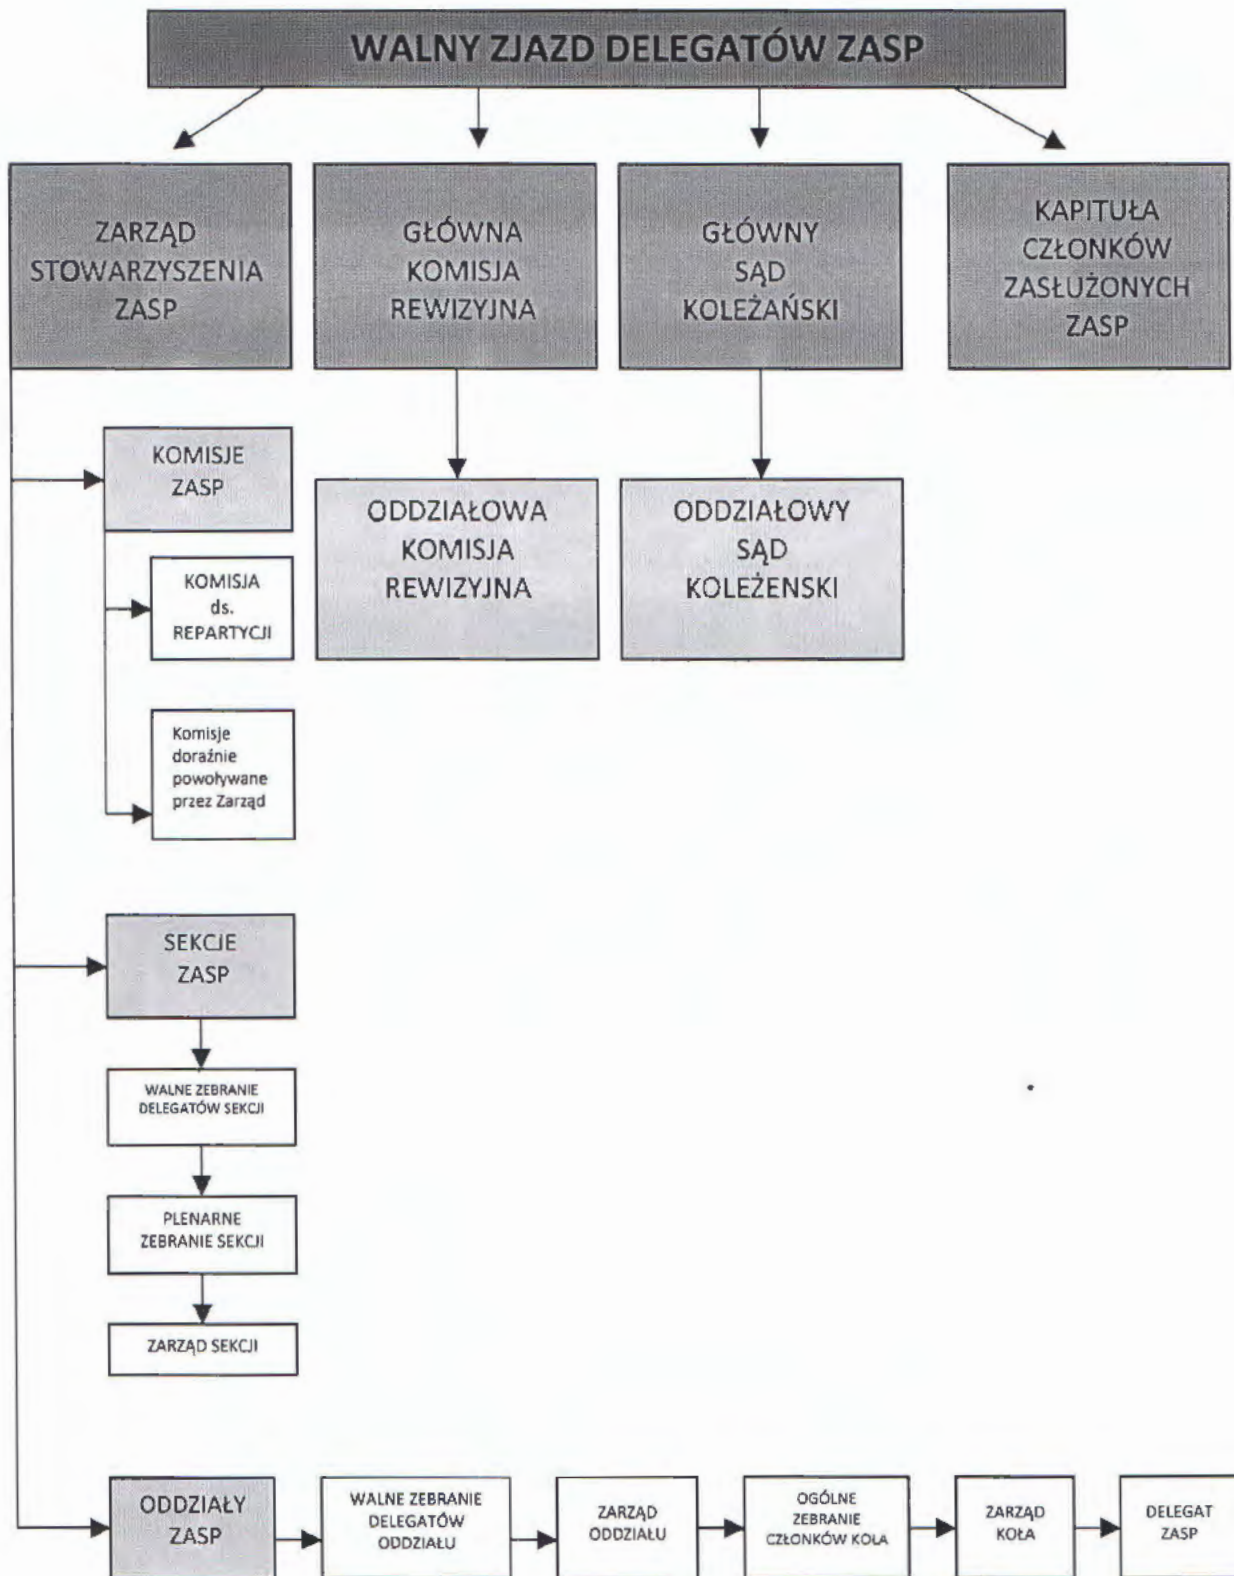 WALNY ZJAZD DELEGATÓW ZASP
ZARZĄD
STOWARZYSZENIA
ZASP
GŁÓWNA
KOMISJA
REWIZYJNA
GŁÓWNY
SĄD
KOLEŻAŃSKI
KAPITUŁA
CZŁONKÓW
ZASŁUŻONYCH
ZASP
KOMISJE
ZASP
ODDZIAŁOWA
KOMISJA
REWIZYJNA
ODDZIAŁOWY
SĄD
KOLEŻENSKI
KOMISJA
ds.
REPARTYCJI
Komisje
doraźnie
powoływane
przez Zarząd
SEKCJE
ZASP
WALNE ZEBRANIE
DELEGATÓW SEKCJI
PLENARNE
ZEBRANIE SEKCJI
ZARZĄD SEKCJI
ODDZIAŁY
ZASP
WALNE ZEBRANIE
DELEGATÓW
ODDZIAŁU
ZARZĄD
ODDZIAŁU
OGÓLNE
ZEBRANIE
CZŁONKÓW KOŁA
ZARZĄD
KOŁA
DELEGAT
ZASP